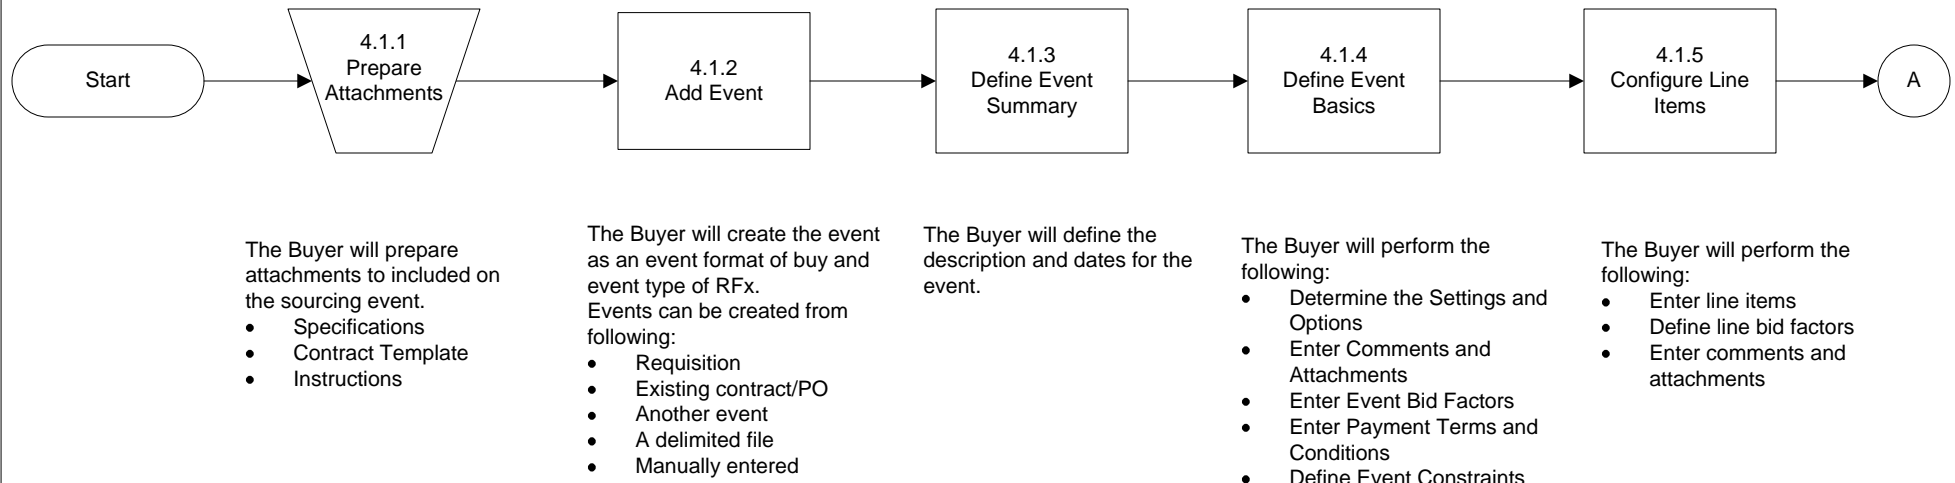 Start
4.1.1
Prepare
Attachments
4.1.2
Add Event
4.1.3
Define Event
Summary
4.1.4
Define Event
Basics
4.1.5
Configure Line
Items
A
The Buyer will prepare
attachments to included on
the sourcing event.
• Specifications
• Contract Template
• Instructions
The Buyer will create the event
as an event format of buy and
event type of RFx.
Events can be created from
following:
• Requisition
• Existing contract/PO
• Another event
• A delimited file
• Manually entered
The Buyer will define the
description and dates for the
event.
The Buyer will perform the
following:
• Determine the Settings and
Options
• Enter Comments and
Attachments
• Enter Event Bid Factors
• Enter Payment Terms and
Conditions
• Define Event Constraints
The Buyer will perform the
following:
• Enter line items
• Define line bid factors
• Enter comments and
attachments